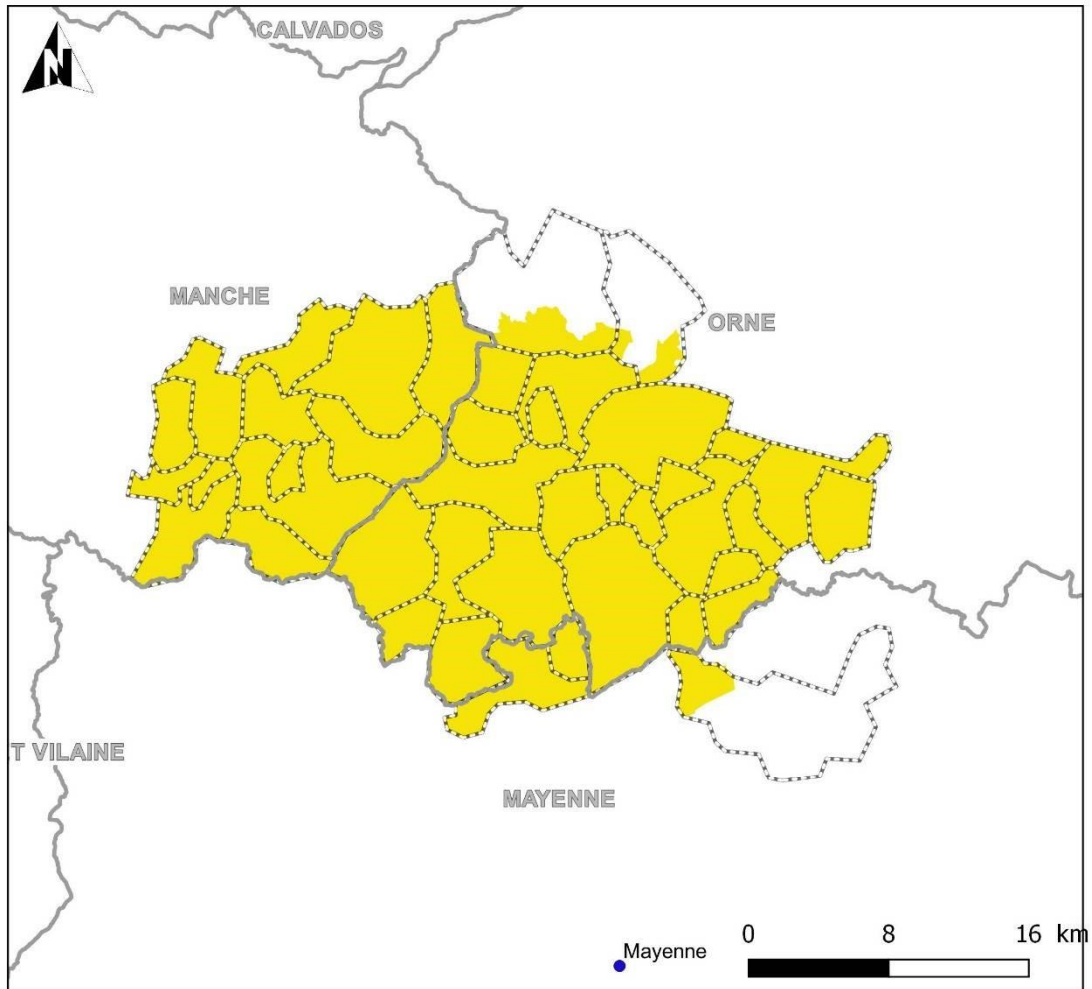 CALVADOS
N
MANCHE
ORNE
T VILAINE
MAYENNE
Mayenne
0 8 16 km